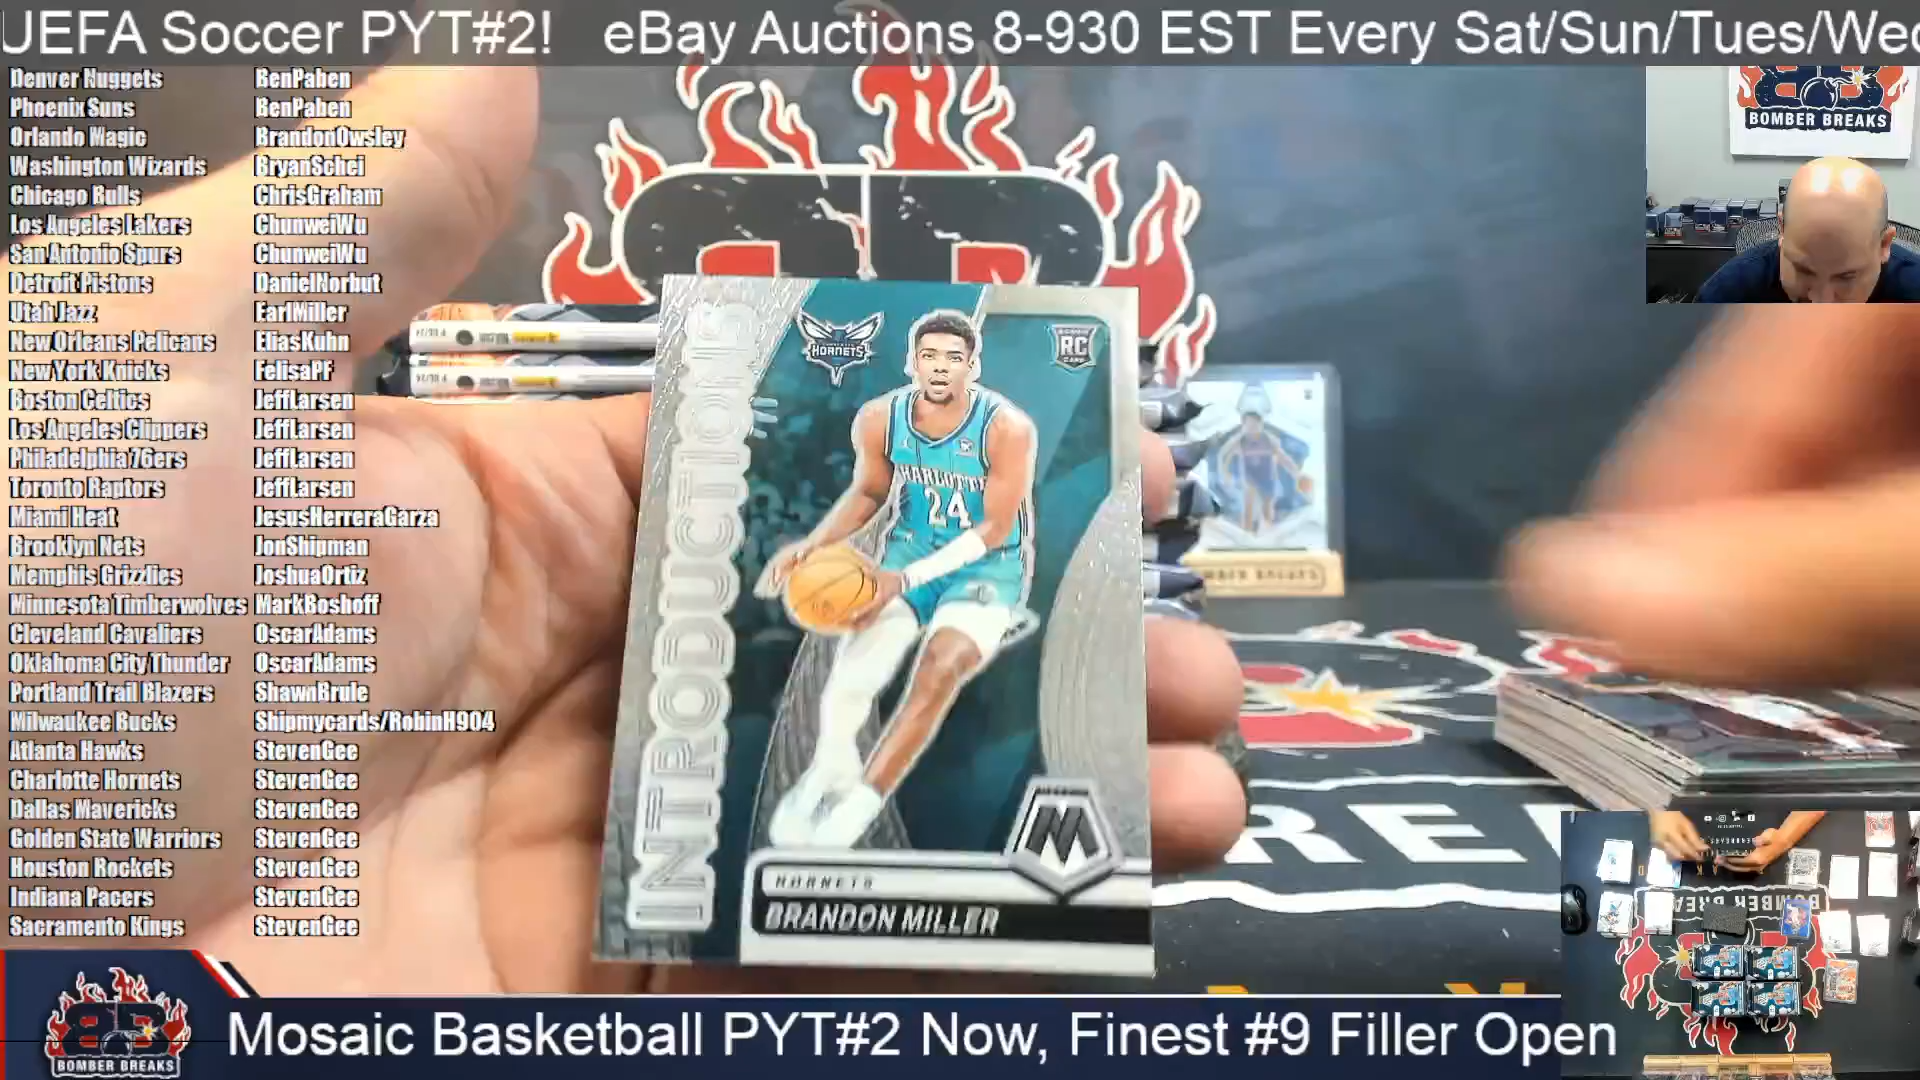 UEFA Soccer PYT#2! eBay Auctions 8-930 EST Every Sat/Sun/Tues/Wed
Denver Nuggets BenPahen
Phoenix Suns BenPahen
Orlando Magic BrandonOwsley
Washington Wizards BryanSchei
Chicago Bulls ChrisGraham
Los Angeles Lakers ChunweiWu
San Antonio Spurs ChunweiWu
Detroit Pistons DanielNorbut
Utah Jazz EarlMiller
New Orleans Pelicans EliasKuhn
New York Knicks FelisaPF
Boston Celtics JeffLarsen
Los Angeles Clippers JeffLarsen
Philadelphia 76ers JeffLarsen
Toronto Raptors JeffLarsen
Miami Heat JesusHerreraGarza
Brooklyn Nets JonShipman
Memphis Grizzlies JoshuaOrtiz
Minnesota Timberwolves MarkBoshoff
Cleveland Cavaliers OscarAdams
Oklahoma City Thunder OscarAdams
Portland Trail Blazers ShawnBrule
Milwaukee Bucks Shipmycards/RobinH904
Atlanta Hawks StevenGee
Charlotte Hornets StevenGee
Dallas Mavericks StevenGee
Golden State Warriors StevenGee
Houston Rockets StevenGee
Indiana Pacers StevenGee
Sacramento Kings StevenGee
BOMBER BREAKS
INTRODUCTIONS
HORNETS
RC
CHARLOTTE
24
HORNETS
BRANDON MILLER
BOMBER BREAKS
Mosaic Basketball PYT#2 Now, Finest #9 Filler Open